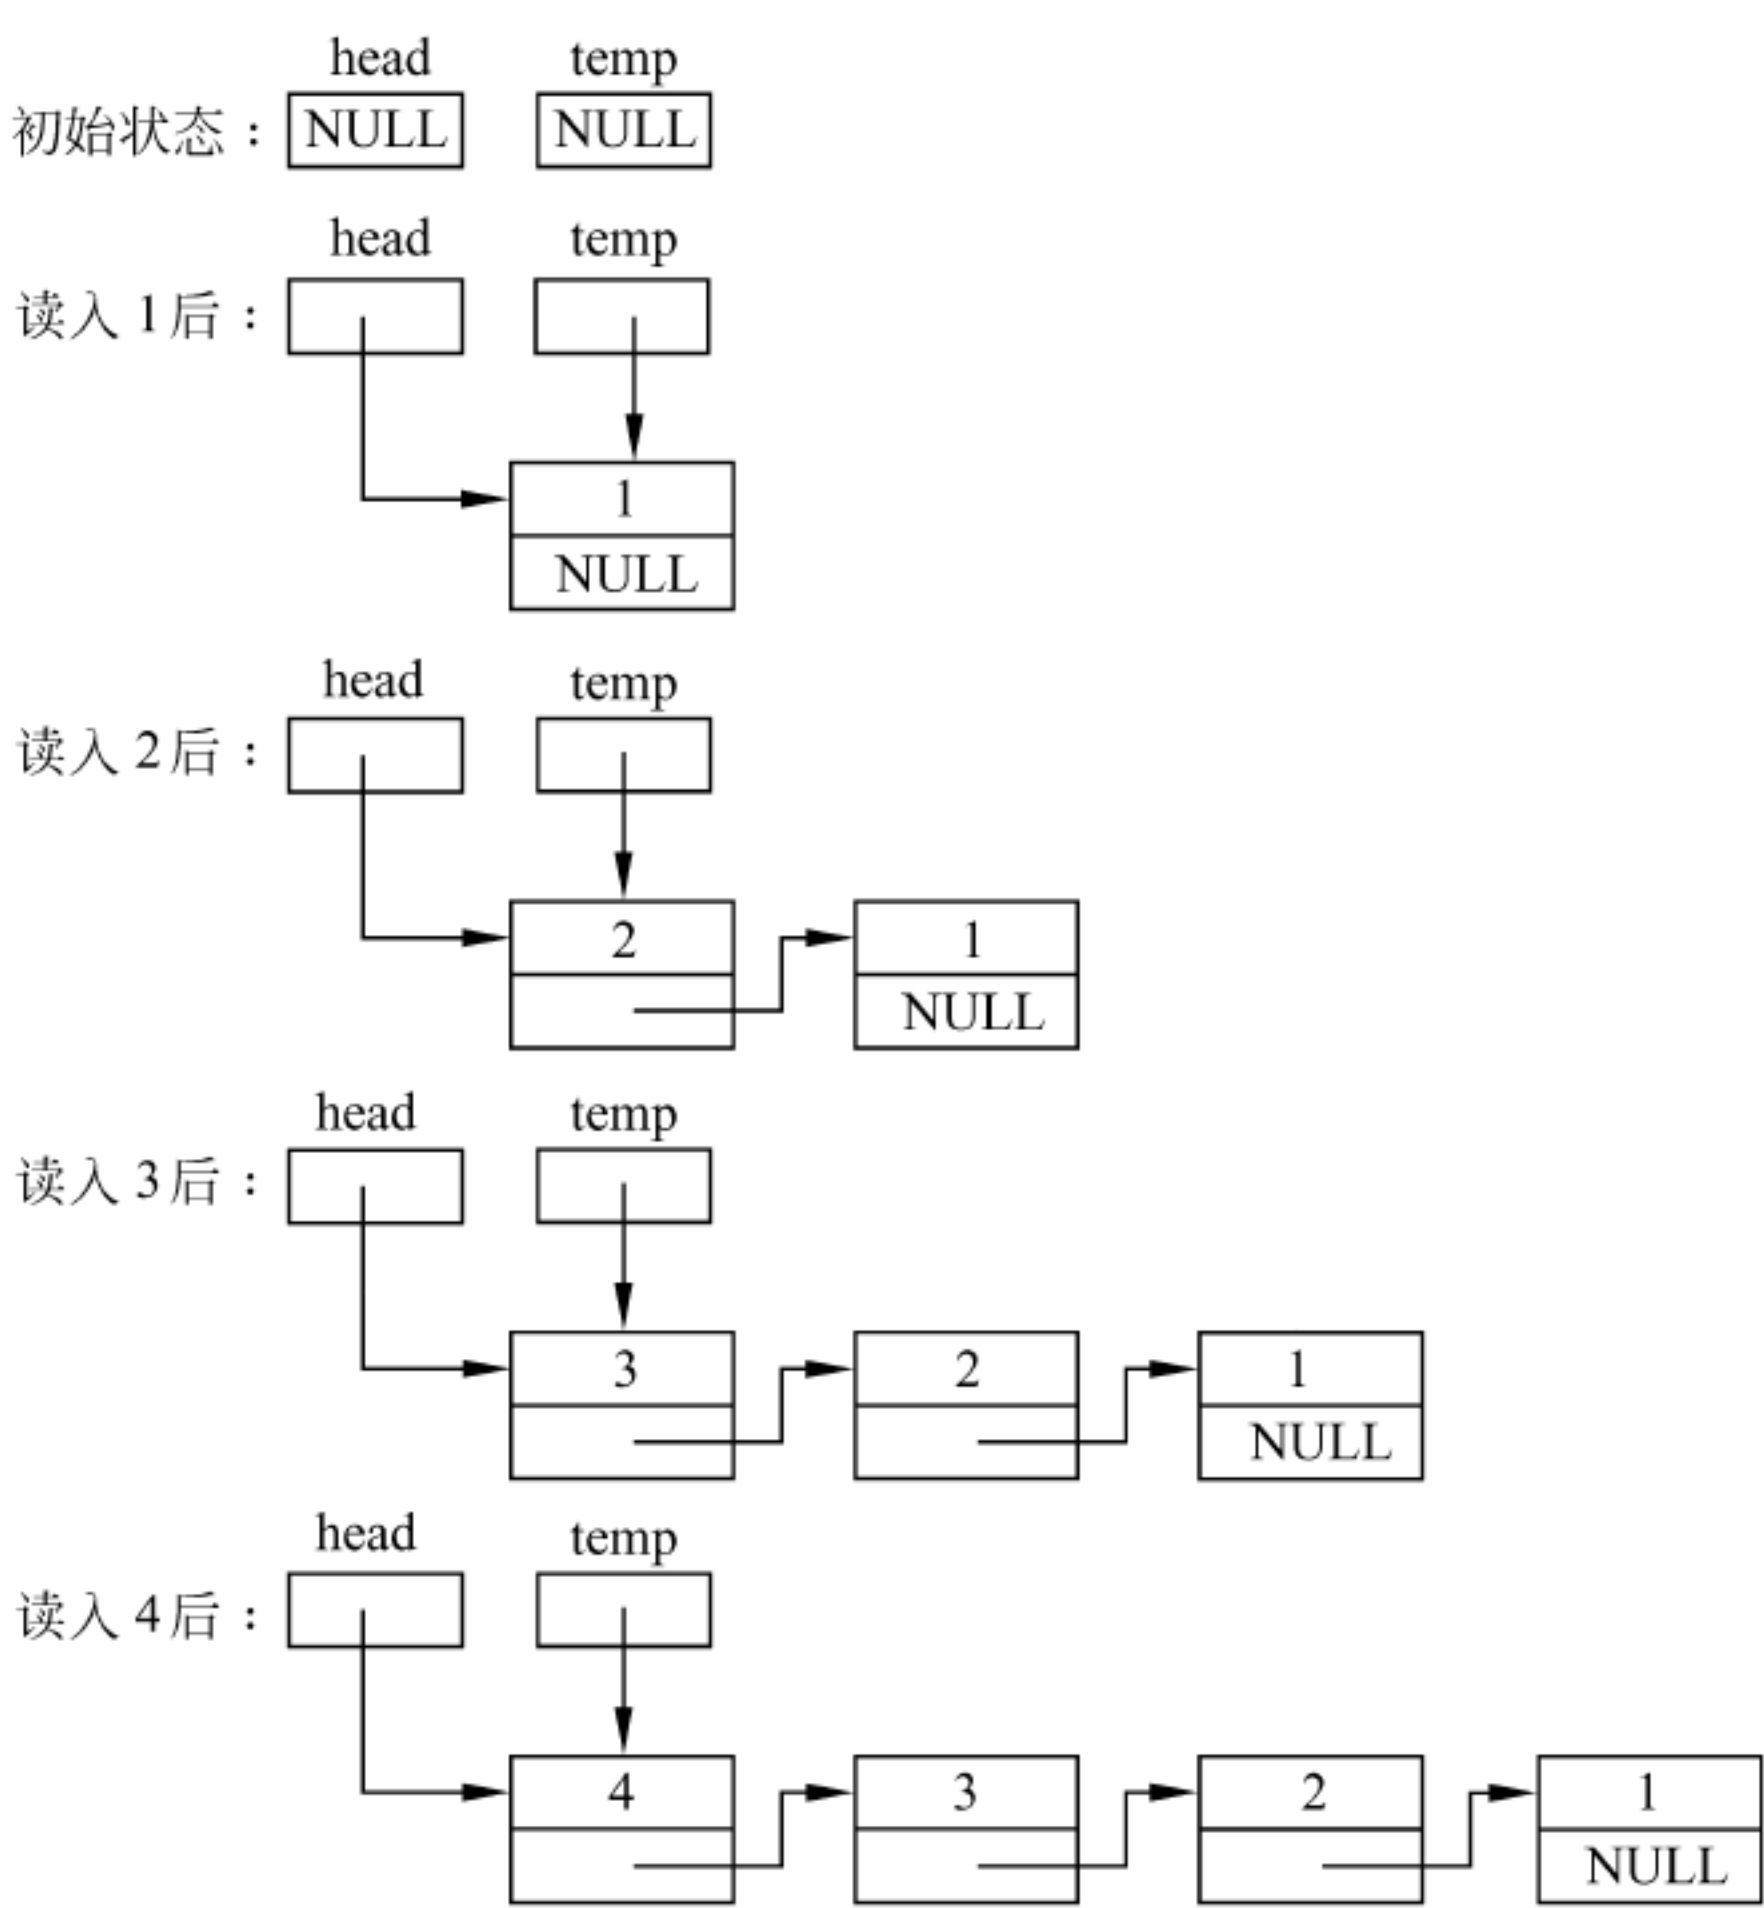 head temp
初始状态： NULL NULL
head temp
读入1后：
1
NULL
head temp
读入2后：
2 1
NULL
head temp
读入3后：
3 2 1
NULL
head temp
读入4后：
4 3 2 1
NULL